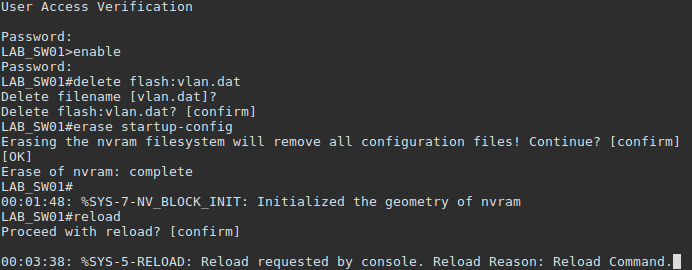 User Access Verification
Password:
LAB_SW01>enable
Password:
LAB_SW01#delete flash:vlan.dat
Delete filename [vlan.dat]?
Delete flash:vlan.dat? [confirm]
LAB_SW01#erase startup-config
Erasing the nvram filesystem will remove all configuration files! Continue? [confirm]
[OK]
Erase of nvram: complete
LAB_SW01#
00:01:48: %SYS-7-NV_BLOCK_INIT: Initialized the geometry of nvram
LAB_SW01#reload
Proceed with reload? [confirm]
00:03:38: %SYS-5-RELOAD: Reload requested by console. Reload Reason: Reload Command.